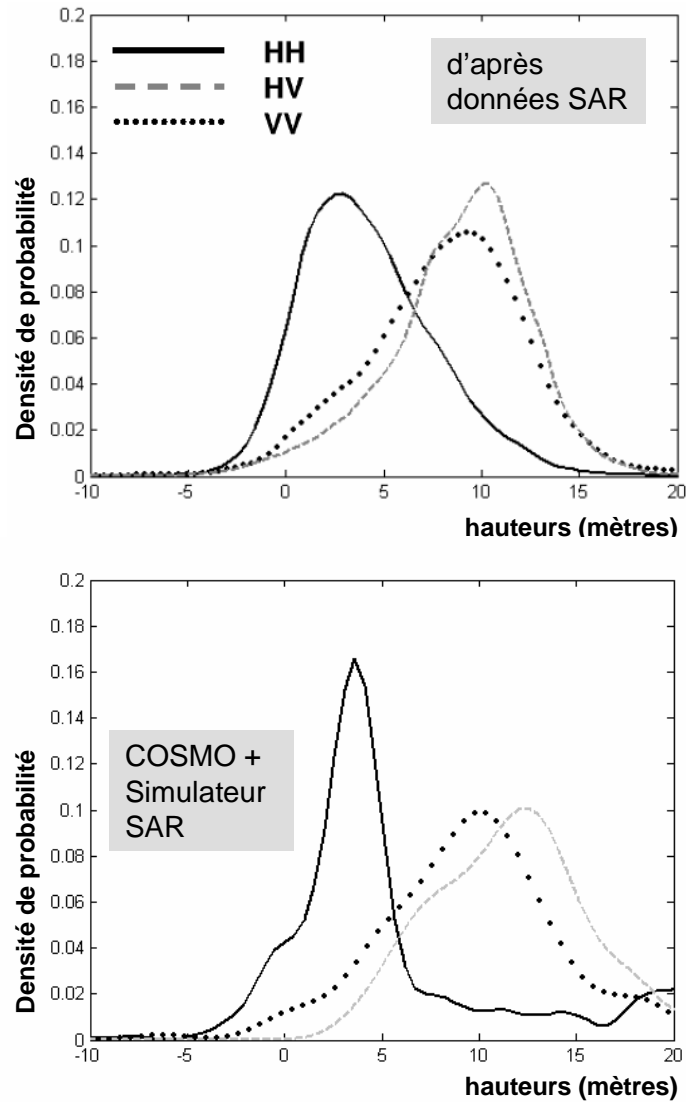 0.2
0.18
0.16
0.14
0.12
0.1
0.08
0.06
0.04
0.02
0
HH
HV
VV
d'après
données SAR
Densité de probabilité
-10 -5 0 5 10 15 20
hauteurs (mètres)
0.2
0.18
0.16
0.14
0.12
0.1
0.08
0.06
0.04
0.02
0
COSMO +
Simulateur
SAR
Densité de probabilité
-10 -5 0 5 10 15 20
hauteurs (mètres)